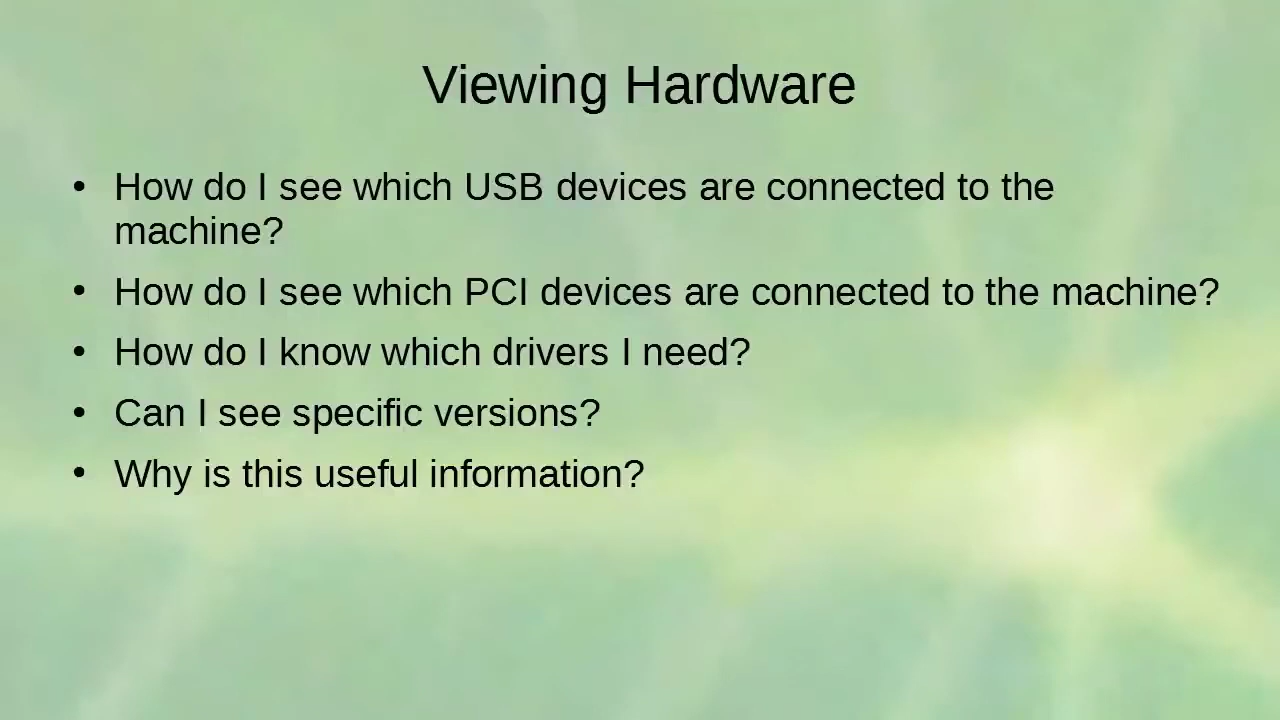 Viewing Hardware
• How do I see which USB devices are connected to the
machine?
• How do I see which PCI devices are connected to the machine?
• How do I know which drivers I need?
• Can I see specific versions?
• Why is this useful information?